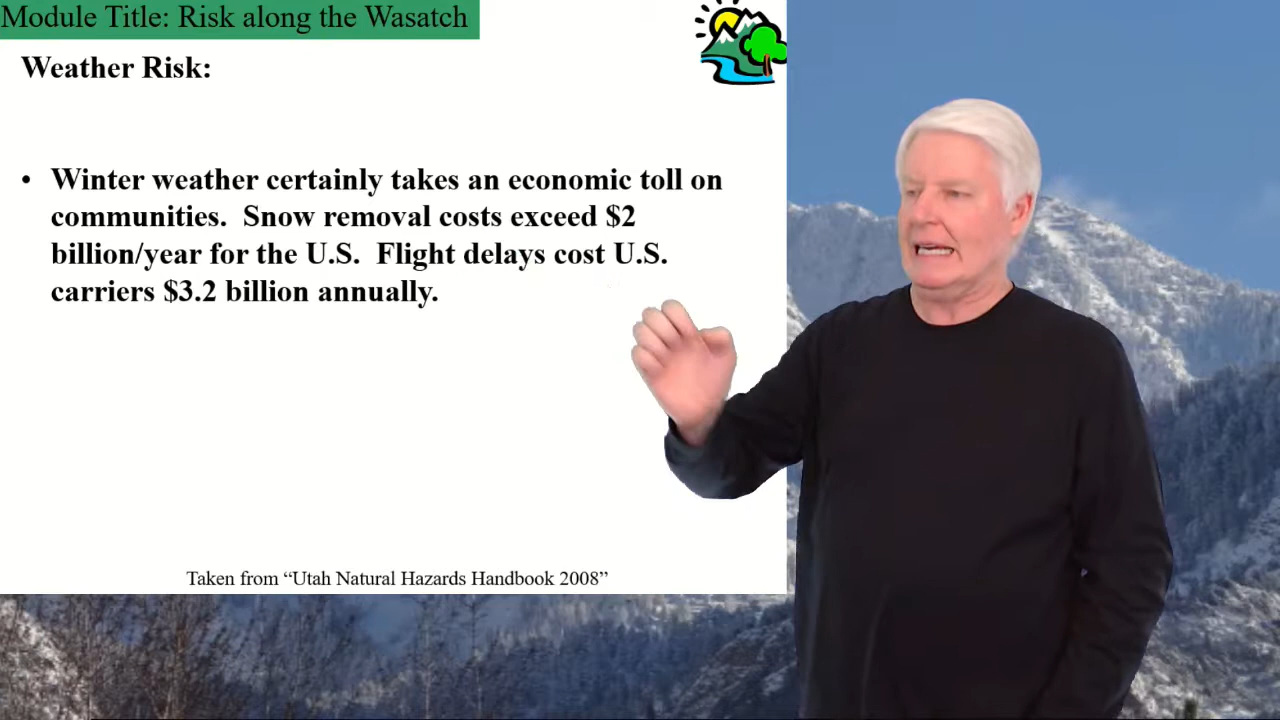 Module Title: Risk along the Wasatch
Weather Risk:
• Winter weather certainly takes an economic toll on
communities.  Snow removal costs exceed $2
billion/year for the U.S.  Flight delays cost U.S.
carriers $3.2 billion annually.
Taken from “Utah Natural Hazards Handbook 2008”